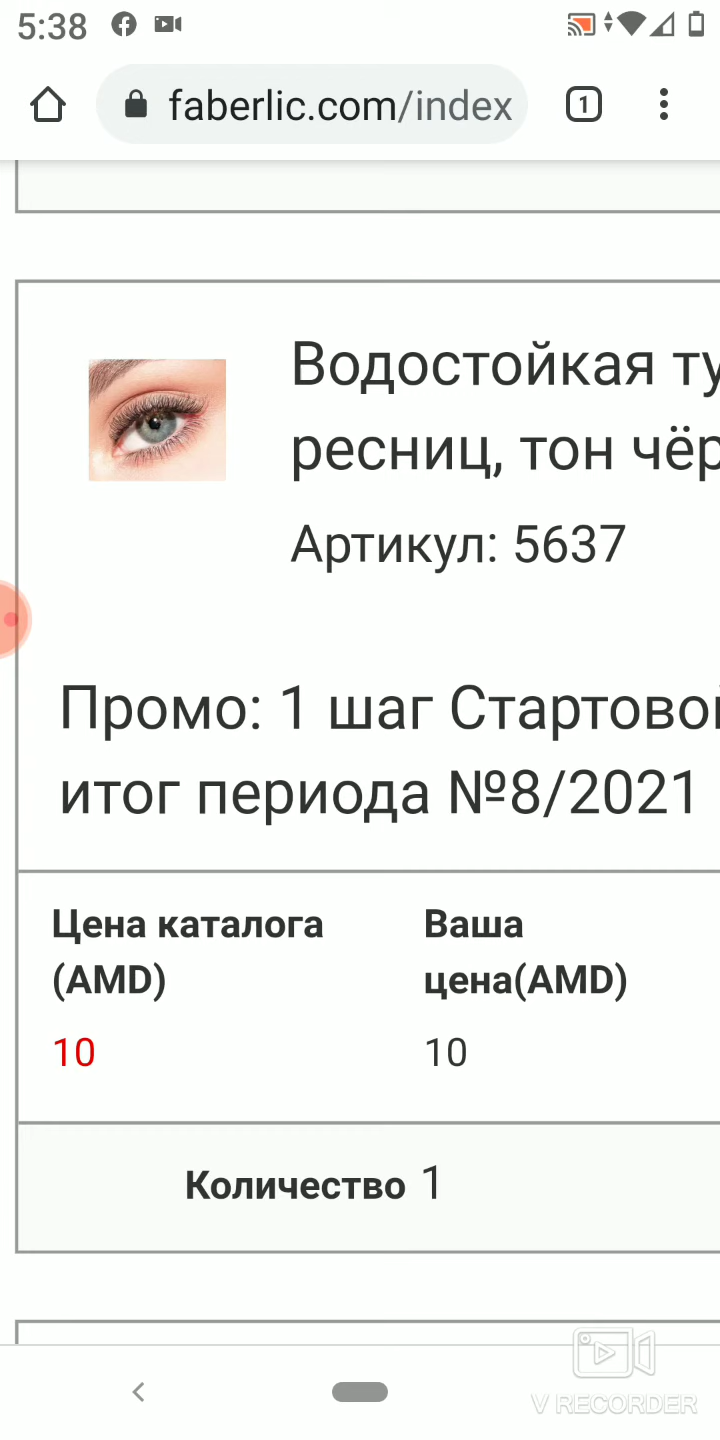 5:38
faberlic.com/index
1
Водостойкая ту
ресниц, тон чёр
Артикул: 5637
Промо: 1 шаг Стартовой
итог периода №8/2021
Цена каталога
(AMD)
Ваша
цена(AMD)
10
10
Количество 1
V RECORDER